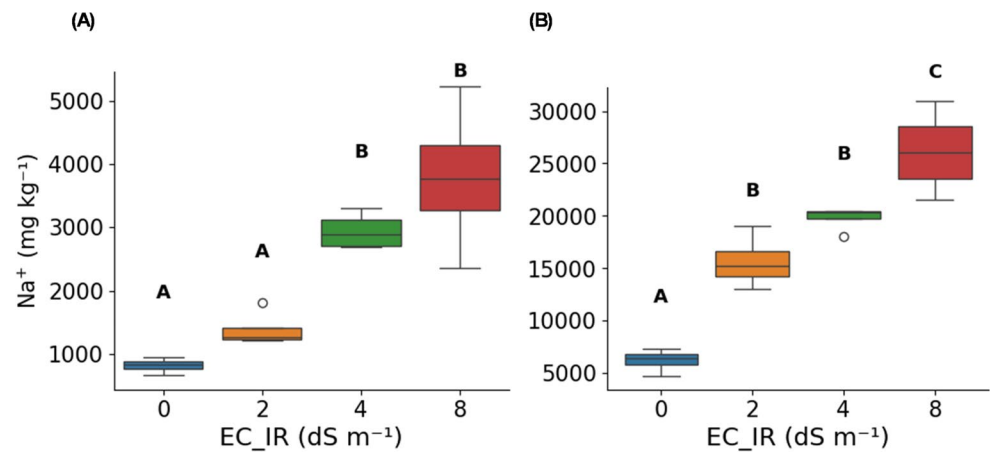 (A)
(B)
Na⁺ (mg kg⁻¹)
5000
4000
3000
2000
1000
A
A
B
B
0 2 4 8
EC_IR (dS m⁻¹)
30000
25000
20000
15000
10000
5000
A
B
B
C
0 2 4 8
EC_IR (dS m⁻¹)